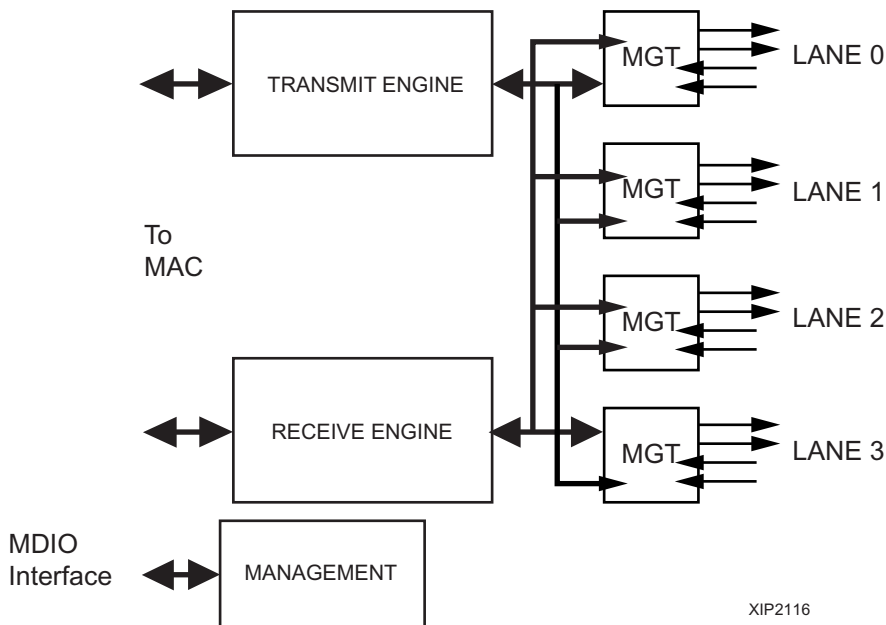 TRANSMIT ENGINE
MGT
LANE 0
MGT
LANE 1
To
MAC
MGT
LANE 2
RECEIVE ENGINE
MGT
LANE 3
MDIO
Interface
MANAGEMENT
XIP2116